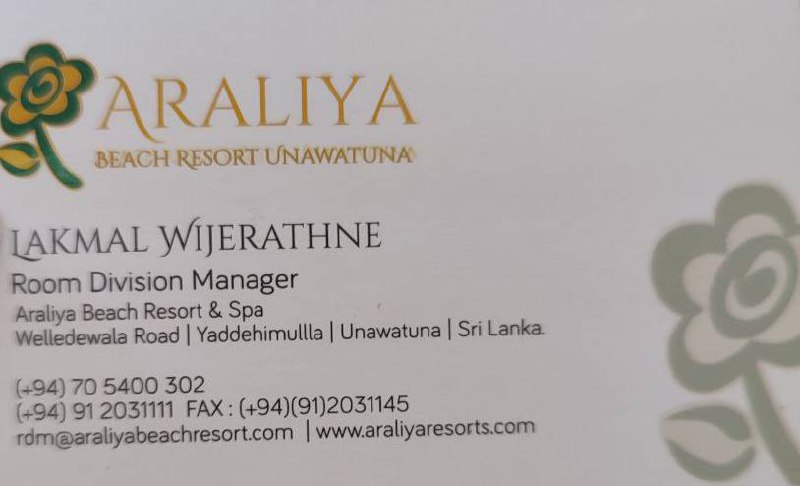 ARALIYA
BEACH RESORT UNAWATUNA
LAKMAL WIJERATHNE
Room Division Manager
Araliya Beach Resort & Spa
Welledewala Road | Yaddehimullla | Unawatuna | Sri Lanka.
(+94) 70 5400 302
(+94) 91 2031111 FAX : (+94)(91)2031145
rdm@araliyabeachresort.com | www.araliyaresorts.com